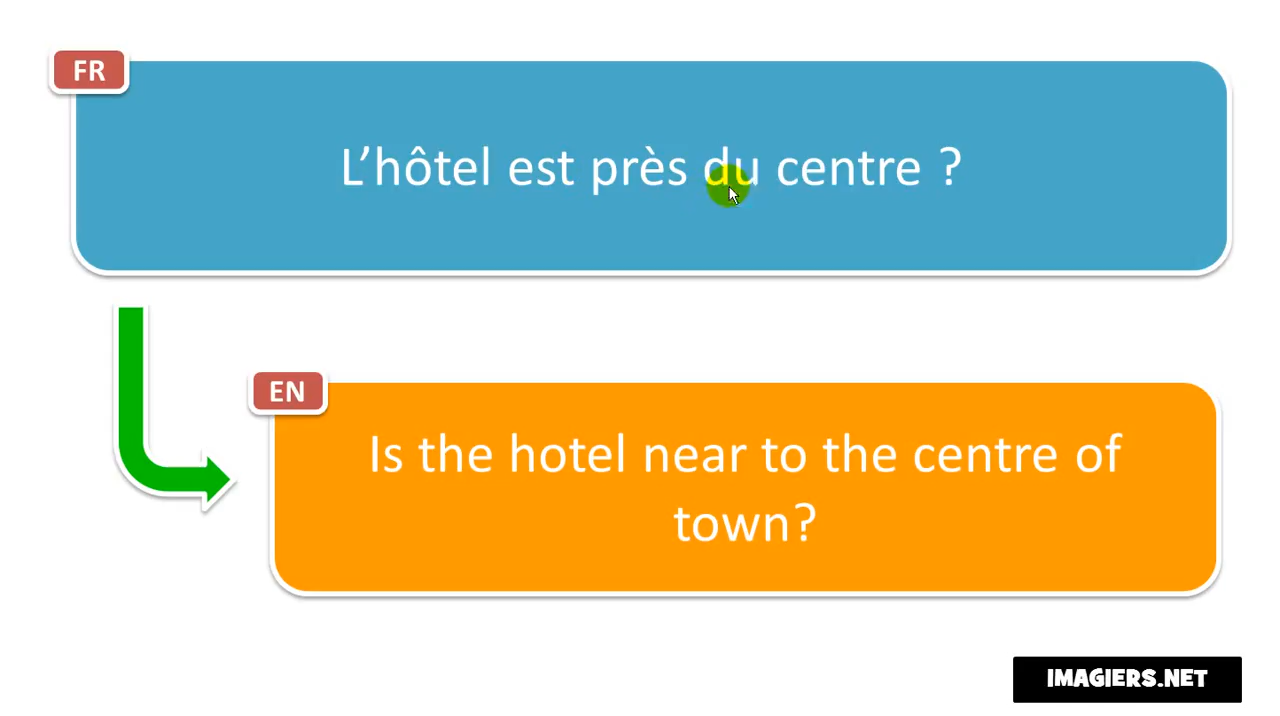 FR
L’hôtel est près du centre ?
EN
Is the hotel near to the centre of
town?
IMAGIERS.NET